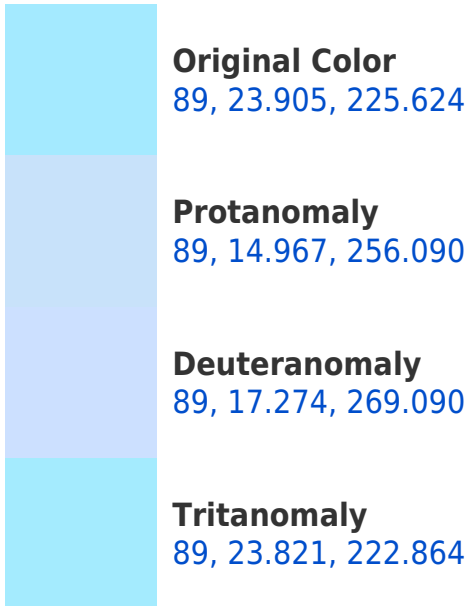 Original Color
89, 23.905, 225.624
Protanomaly
89, 14.967, 256.090
Deuteranomaly
89, 17.274, 269.090
Tritanomaly
89, 23.821, 222.864